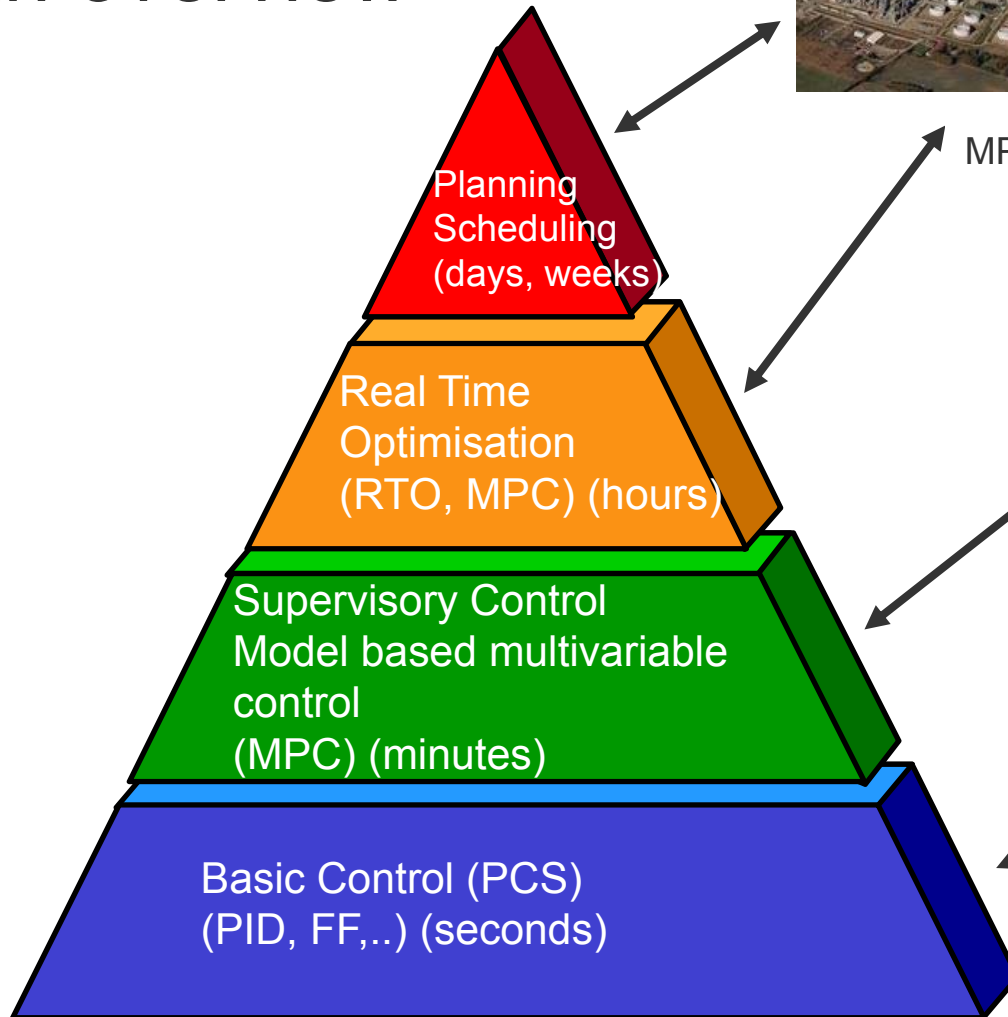 Planning
Scheduling
(days, weeks)
Real Time
Optimisation
(RTO, MPC) (hours)
Supervisory Control
Model based multivariable
control
(MPC) (minutes)
Basic Control (PCS)
(PID, FF,..) (seconds)